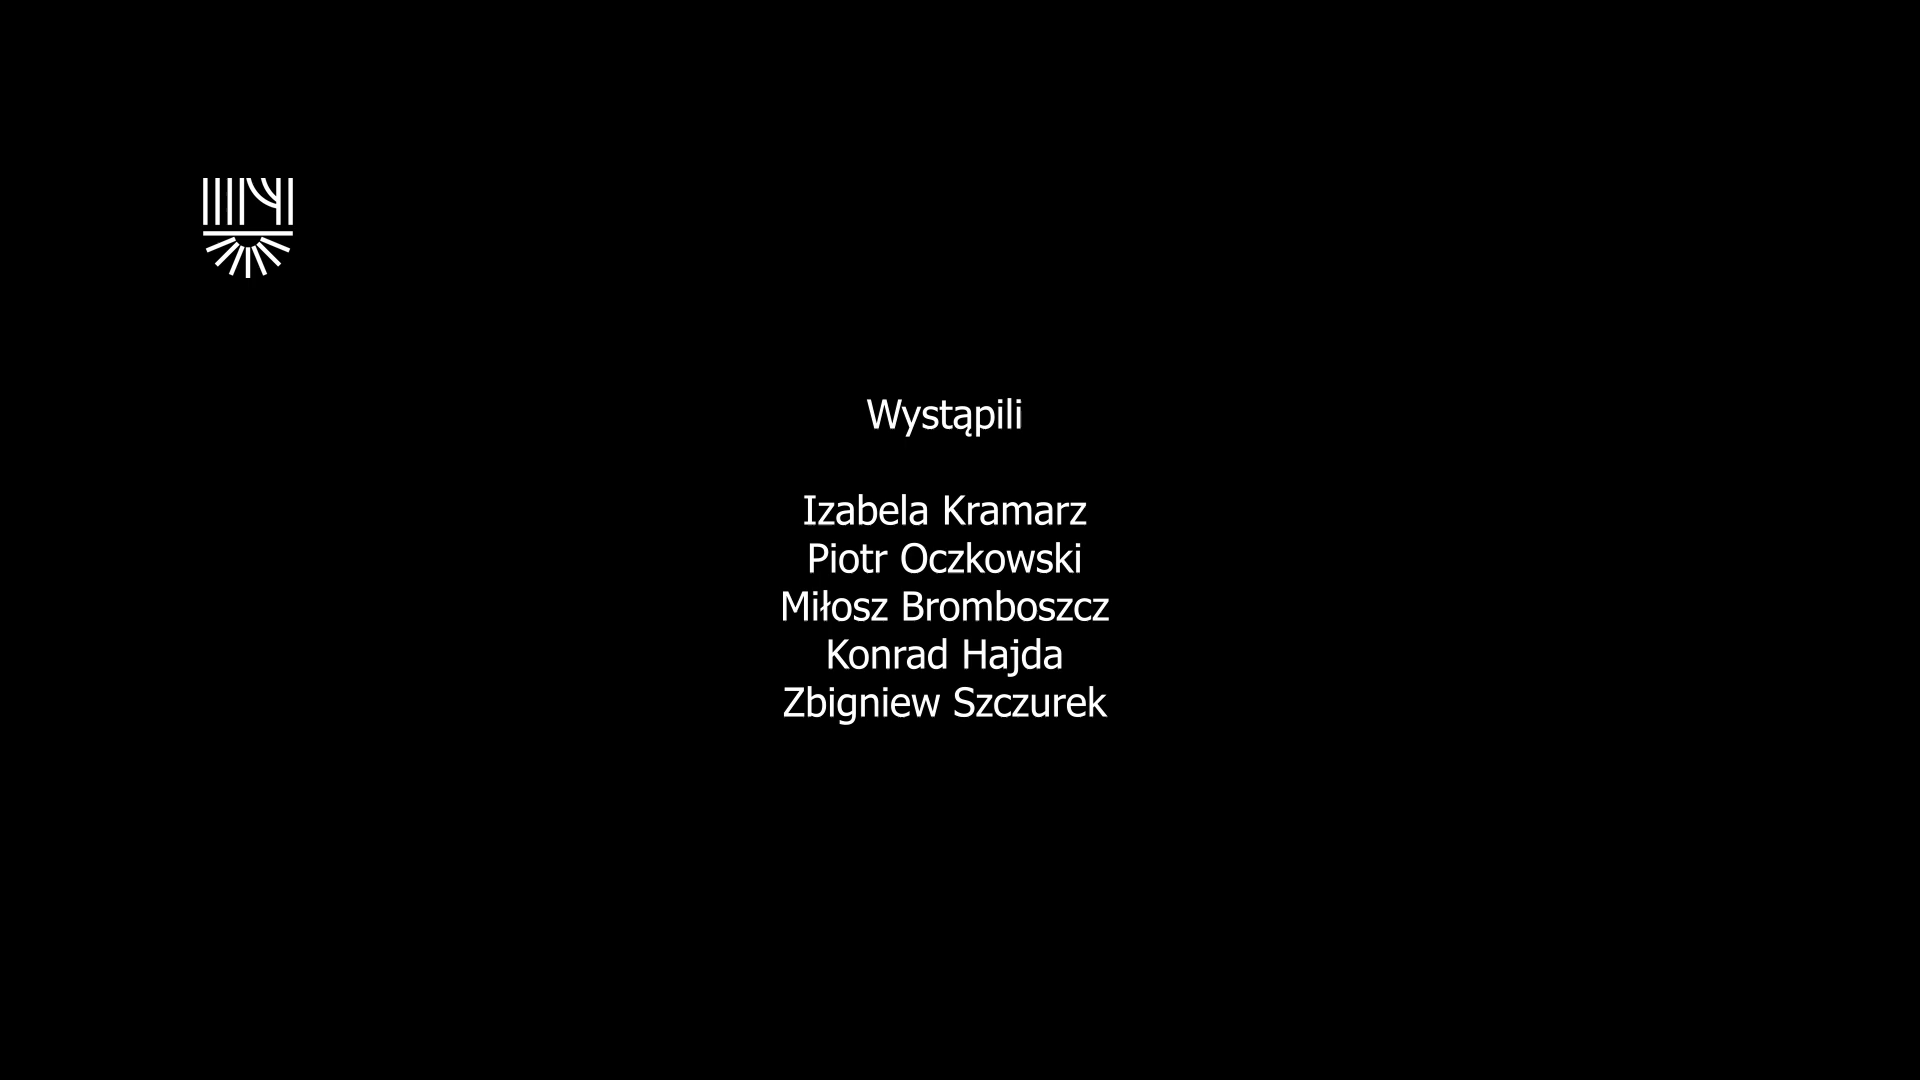 Wystąpili
Izabela Kramarz
Piotr Oczkowski
Miłosz Bromboszcz
Konrad Hajda
Zbigniew Szczurek